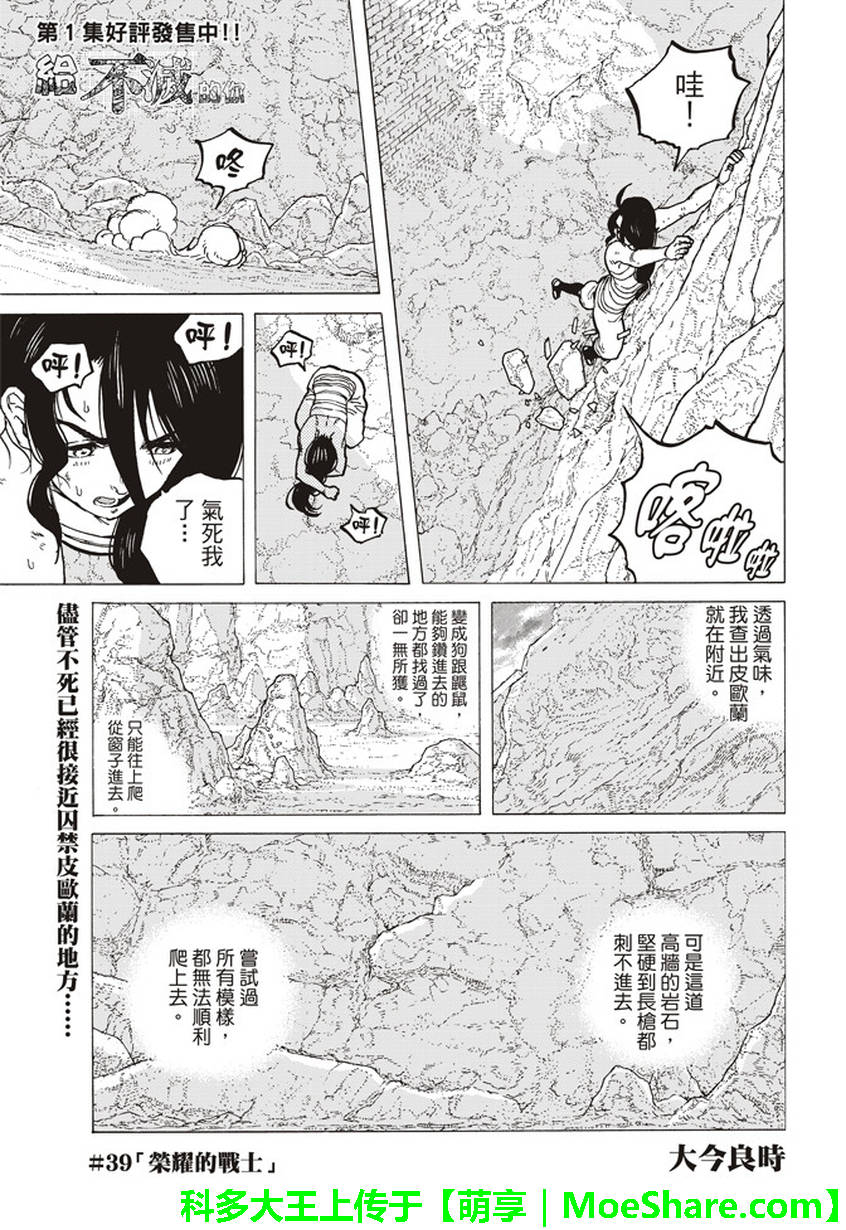 第1集好評發售中!!
給不滅的你
哇!
喀啦啦
咚
呼!
呼!
呼!
呼!
氣死我
了…
透過氣味，
我查出皮歐蘭
就在附近。
變成狗跟鼴鼠，
能夠鑽進去的
地方都找過了，
卻一無所獲。
只能往上爬
從窗子進去。
儘管不死已經很接近囚禁皮歐蘭的地方……
可是這道
高牆的岩石，
堅硬到長槍都
刺不進去。
嘗試過
所有模樣，
都無法順利
爬上去。
#39「榮耀的戰士」
大今良時
科多大王上传于【萌享｜MoeShare.com】